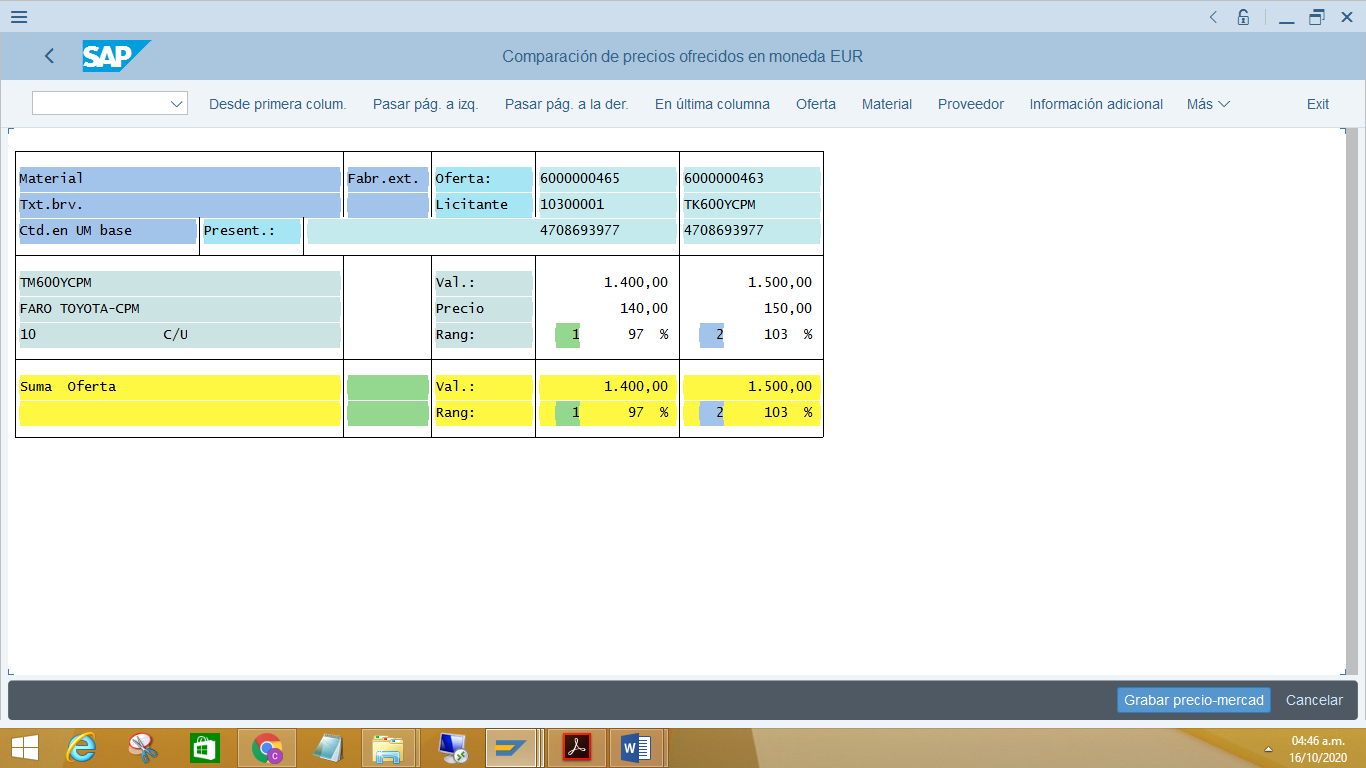 SAP
Comparación de precios ofrecidos en moneda EUR
Desde primera colum. Pasar pág. a izq. Pasar pág. a la der. En última columna Oferta Material Proveedor Información adicional Más Exit
Material Fabr.ext. Oferta: 6000000465 6000000463
Txt.brv. Licitante 10300001 TK600YCPM
Ctd.en UM base Present.: 4708693977 4708693977
TM600YCPM Val.: 1.400,00 1.500,00
FARO TOYOTA-CPM Precio 140,00 150,00
10 C/U Rang: 1 97 % 2 103 %
Suma Oferta Val.: 1.400,00 1.500,00
Rang: 1 97 % 2 103 %
Grabar precio-mercad Cancelar
04:46 a.m.
16/10/2020